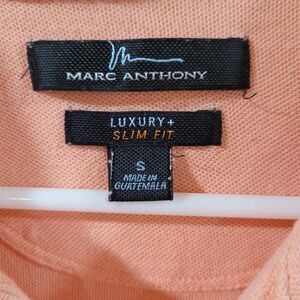 MARC ANTHONY
LUXURY+
SLIM FIT
S
MADE IN
GUATEMALA